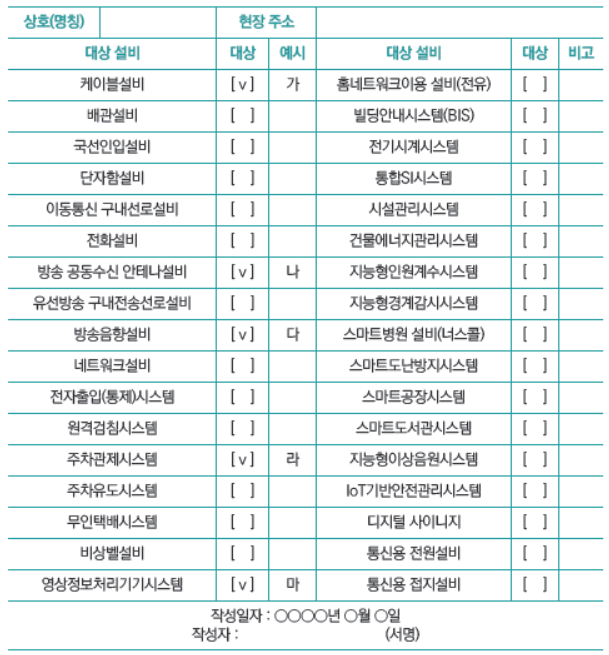 상호(명칭) 현장 주소
대상 설비 대상 예시 대상 설비 대상 비고
케이블설비 [ v ] 가 홈네트워크이용 설비(전유) [ ]
배관설비 [ ] 빌딩안내시스템(BIS) [ ]
국선인입설비 [ ] 전기시계시스템 [ ]
단자함설비 [ ] 통합SI시스템 [ ]
이동통신 구내선로설비 [ ] 시설관리시스템 [ ]
전화설비 [ ] 건물에너지관리시스템 [ ]
방송 공동수신 안테나설비 [ v ] 나 지능형인원계수시스템 [ ]
유선방송 구내전송선로설비 [ ] 지능형경계감시시스템 [ ]
방송음향설비 [ v ] 다 스마트병원 설비(너스콜) [ ]
네트워크설비 [ ] 스마트도난방지시스템 [ ]
전자출입(통제)시스템 [ ] 스마트공장시스템 [ ]
원격검침시스템 [ ] 스마트도서관시스템 [ ]
주차관제시스템 [ v ] 라 지능형이상음원시스템 [ ]
주차유도시스템 [ ] IoT기반안전관리시스템 [ ]
무인택배시스템 [ ] 디지털 사이니지 [ ]
비상벨설비 [ ] 통신용 전원설비 [ ]
영상정보처리기기시스템 [ v ] 마 통신용 접지설비 [ ]
작성일자 : ○○○○년 ○월 ○일
작성자 : (서명)